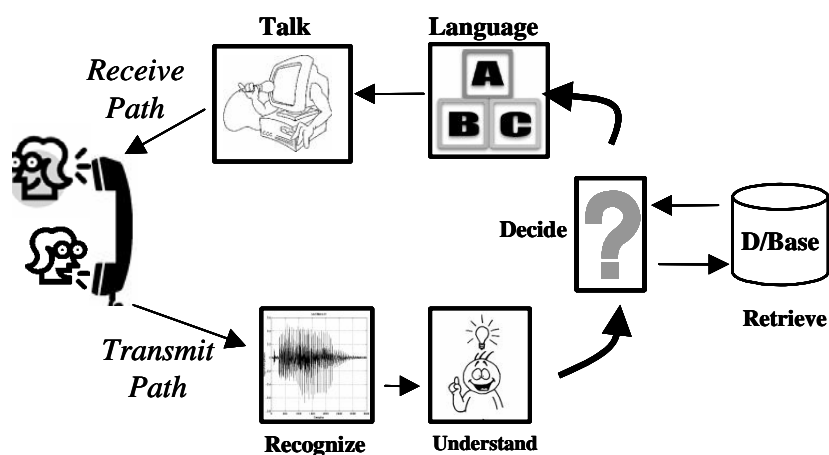 Talk
Language
Receive
Path
A
B C
Decide
?
D/Base
Retrieve
Transmit
Path
Recognize
Understand